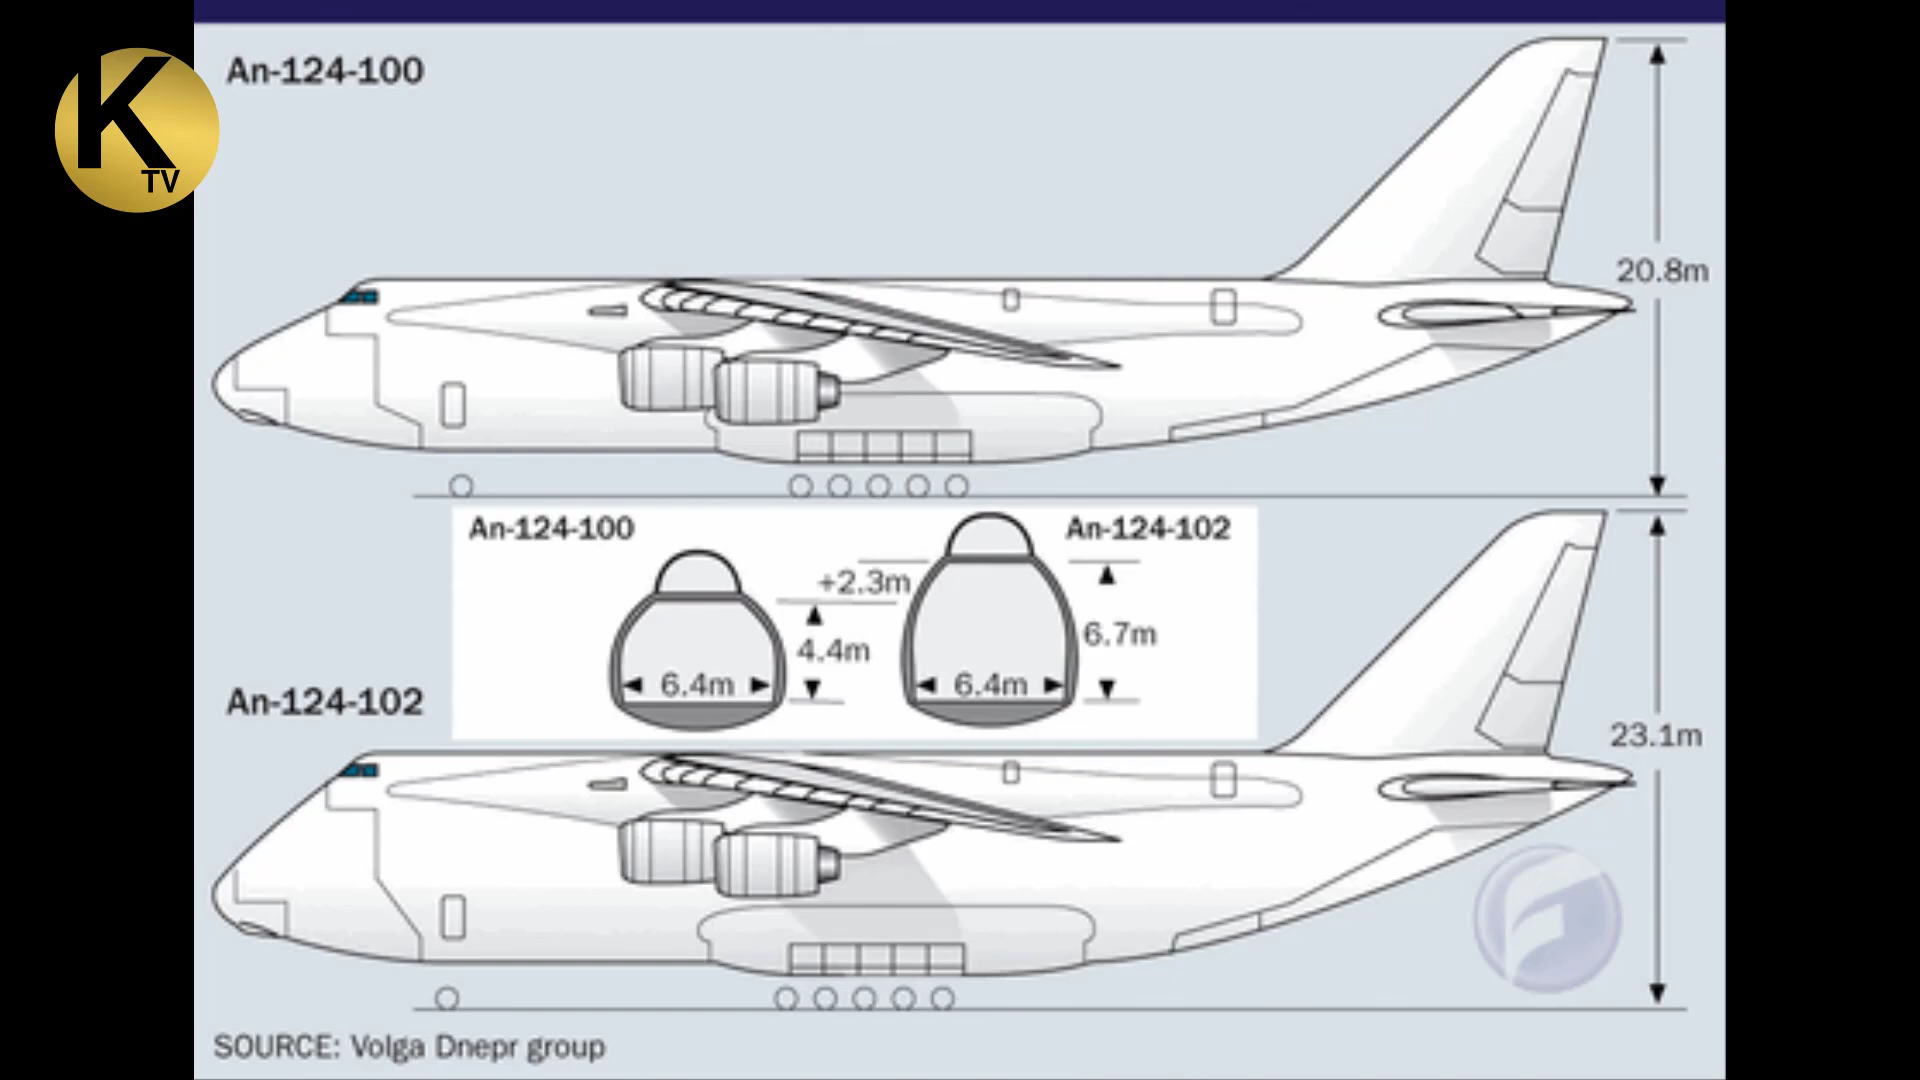 An-124-100
K
TV
20.8m
An-124-100
An-124-102
+2.3m
4.4m
6.7m
6.4m
6.4m
An-124-102
23.1m
SOURCE: Volga Dnepr group